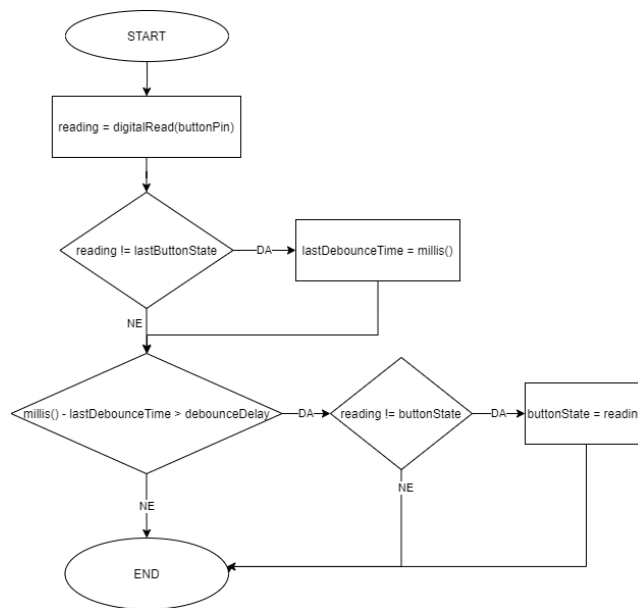 START
reading = digitalRead(buttonPin)
reading != lastButtonState
DA
lastDebounceTime = millis()
NE
millis() - lastDebounceTime > debounceDelay
DA
reading != buttonState
DA
buttonState = readin
NE
NE
END